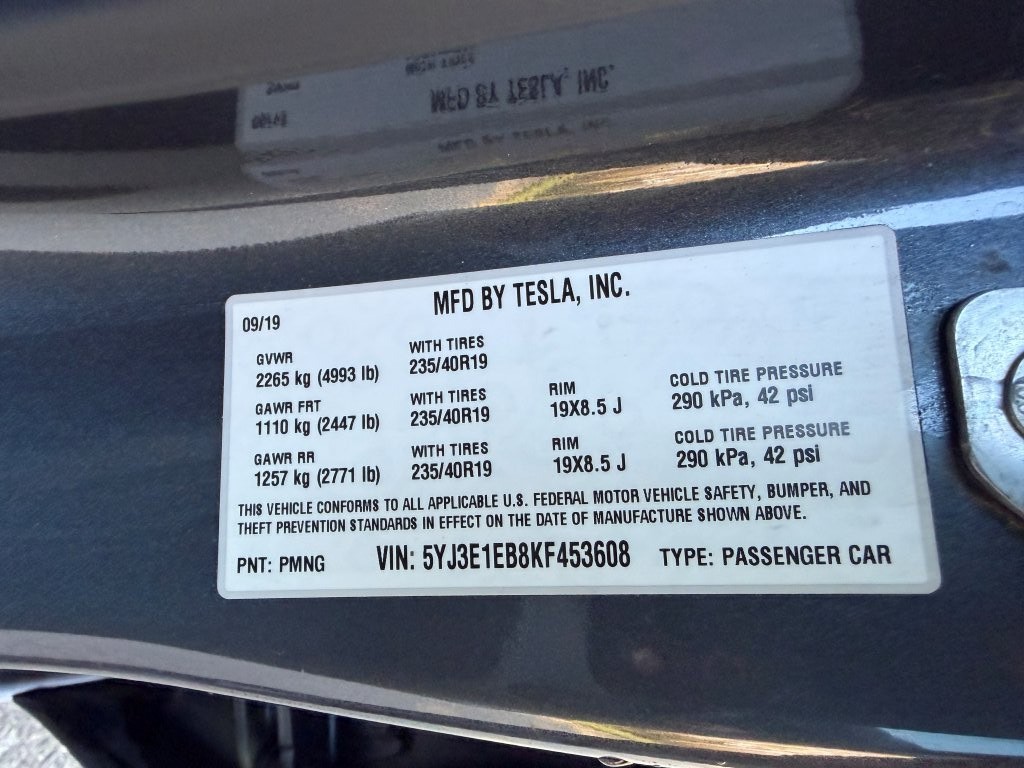 MFD BY TESLA, INC.
09/19
GVWR
2265 kg (4993 lb)
WITH TIRES
235/40R19
GAWR FRT
1110 kg (2447 lb)
WITH TIRES
235/40R19
RIM
19X8.5 J
COLD TIRE PRESSURE
290 kPa, 42 psi
GAWR RR
1257 kg (2771 lb)
WITH TIRES
235/40R19
RIM
19X8.5 J
COLD TIRE PRESSURE
290 kPa, 42 psi
THIS VEHICLE CONFORMS TO ALL APPLICABLE U.S. FEDERAL MOTOR VEHICLE SAFETY, BUMPER, AND
THEFT PREVENTION STANDARDS IN EFFECT ON THE DATE OF MANUFACTURE SHOWN ABOVE.
PNT: PMNG VIN: 5YJ3E1EB8KF453608 TYPE: PASSENGER CAR